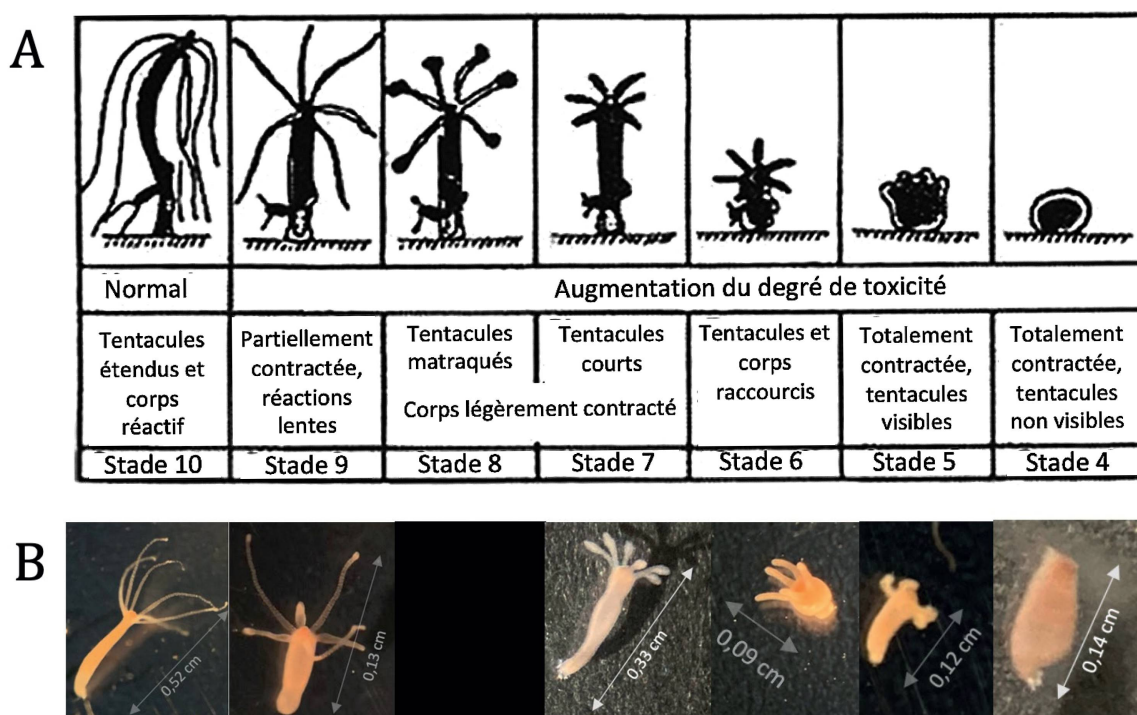 A
Normal
Augmentation du degré de toxicité
Tentacules
étendus et
corps
réactif
Partiellement
contractée,
réactions
lentes
Tentacules
matraqués
Tentacules
courts
Corps légèrement contracté
Tentacules et
corps
raccourcis
Totalement
contractée,
tentacules
visibles
Totalement
contractée,
tentacules
non visibles
Stade 10
Stade 9
Stade 8
Stade 7
Stade 6
Stade 5
Stade 4
B
0,52 cm
0,13 cm
0,33 cm
0,09 cm
0,12 cm
0,14 cm